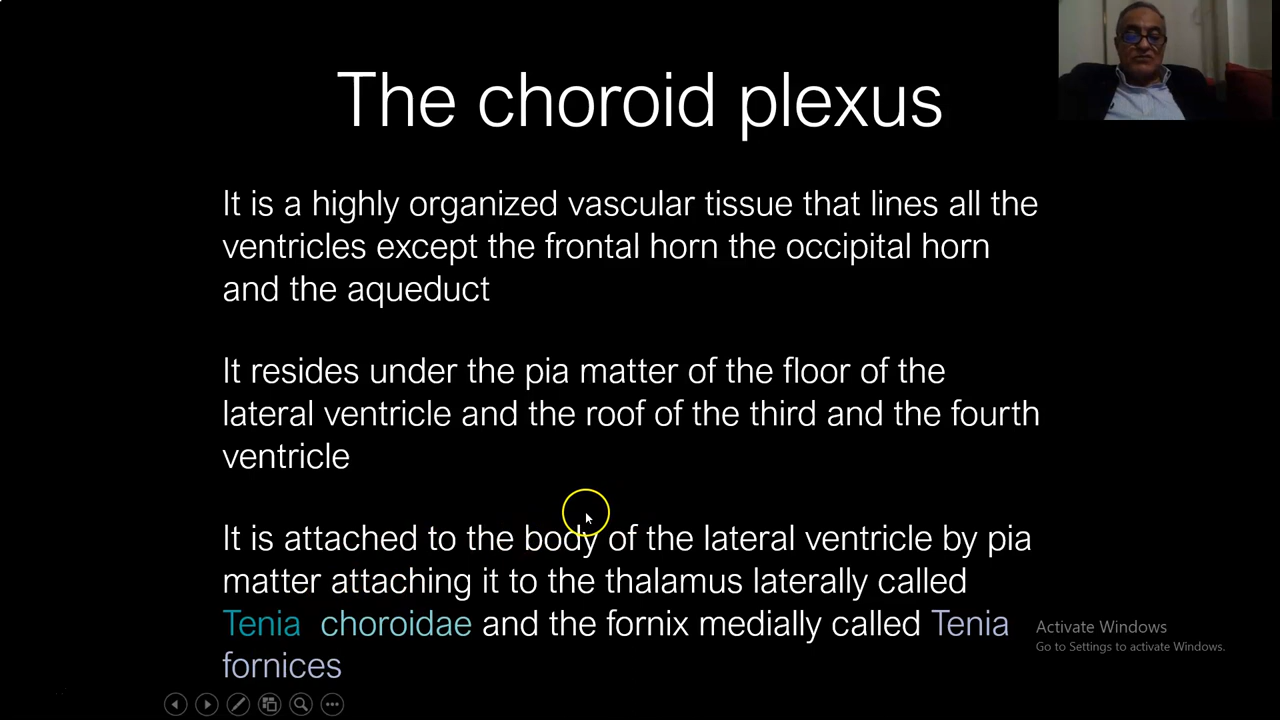 The choroid plexus
It is a highly organized vascular tissue that lines all the
ventricles except the frontal horn the occipital horn
and the aqueduct
It resides under the pia matter of the floor of the
lateral ventricle and the roof of the third and the fourth
ventricle
It is attached to the body of the lateral ventricle by pia
matter attaching it to the thalamus laterally called
Tenia choroidae and the fornix medially called Tenia
fornices
Activate Windows
Go to Settings to activate Windows.